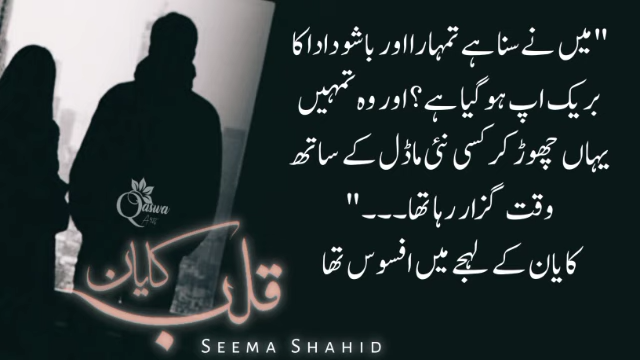 "میں نے سنا ہے تمہارا اور باشو دادا کا
بریک اپ ہو گیا ہے؟ اور وہ تمہیں
یہاں چھوڑ کر کسی نئی ماڈل کے ساتھ
وقت گزار رہا تھا۔۔۔"
کایان کے لہجے میں افسوس تھا
Qaswa
قلب کایان
SEEMA SHAHID